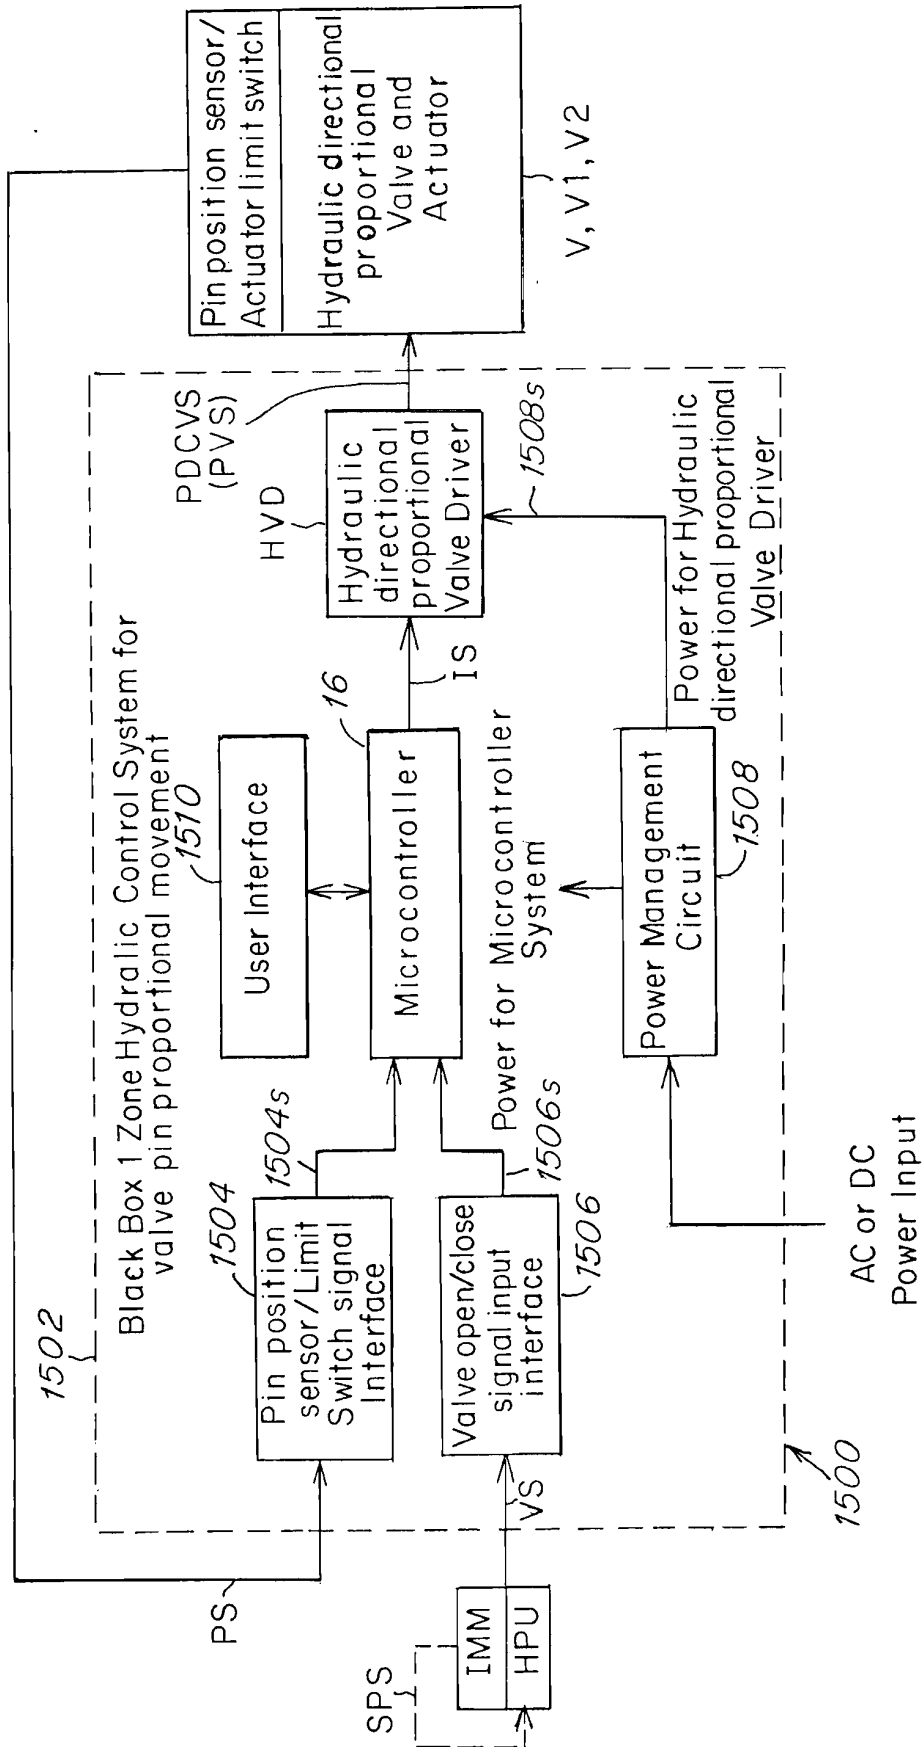 Black Box 1 Zone Hydralic Control System for
valve pin proportional movement
1502
1510
User Interface
Pin position sensor/
Actuator limit switch
Hydraulic directional
proportional
Valve and
Actuator
V, V1, V2
PDCVS
(PVS)
HVD
Hydraulic
directional
proportional
Valve Driver
1508s
IS
16
Microcontroller
PS
1504
1504s
Pin position
sensor/Limit
Switch signal
Interface
Valve open/close
signal input
interface
1506
1506s
VS
SPS
IMM
HPU
Power for Microcontroller
System
Power Management
Circuit
1508
Power for Hydraulic
directional proportional
Valve Driver
AC or DC
Power Input
1500